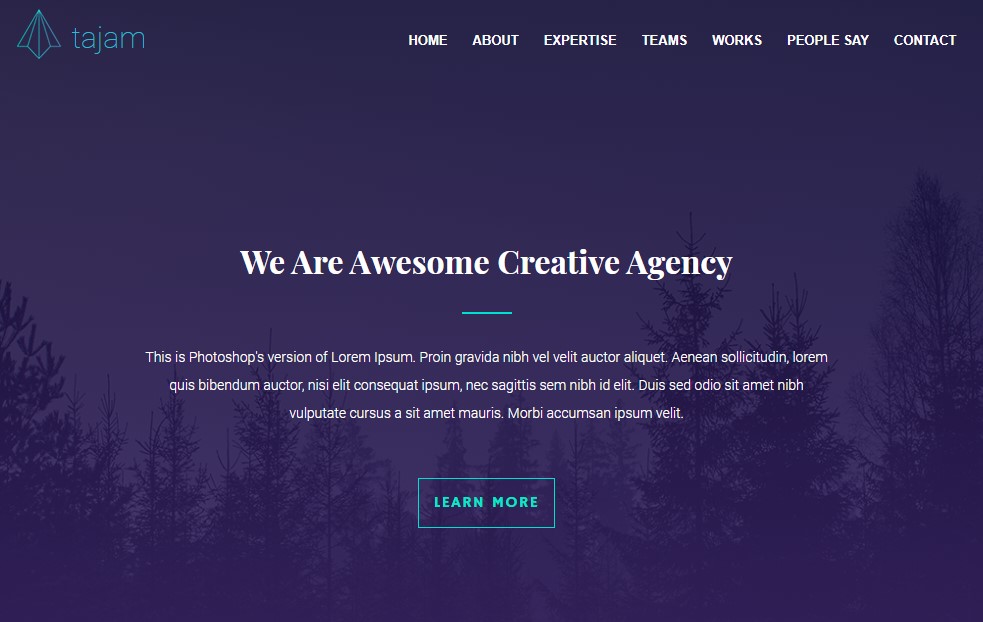 tajam
HOME ABOUT EXPERTISE TEAMS WORKS PEOPLE SAY CONTACT
We Are Awesome Creative Agency
This is Photoshop's version of Lorem Ipsum. Proin gravida nibh vel velit auctor aliquet. Aenean sollicitudin, lorem
quis bibendum auctor, nisi elit consequat ipsum, nec sagittis sem nibh id elit. Duis sed odio sit amet nibh
vulputate cursus a sit amet mauris. Morbi accumsan ipsum velit.
LEARN MORE